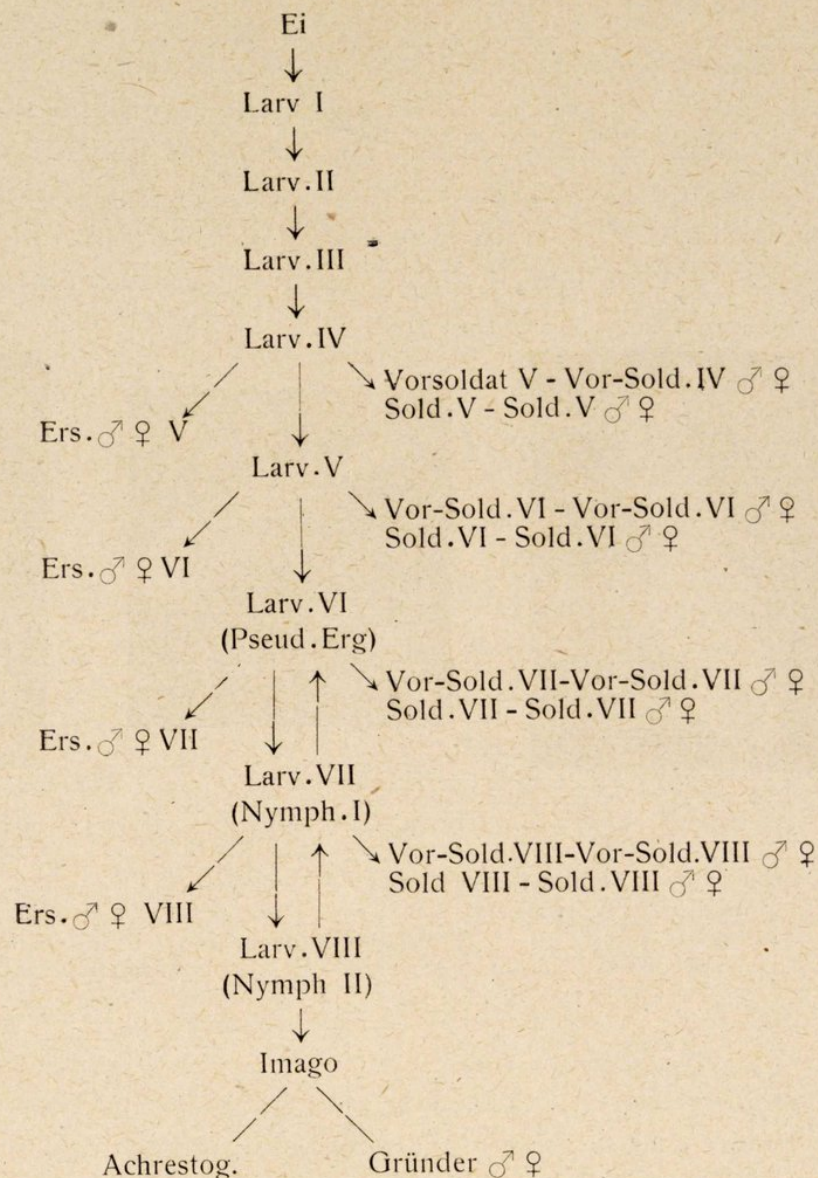 Ei
Larv I
Larv.II
Larv.III
Larv.IV
Vorsoldat V - Vor-Sold.IV ♂ ♀
Sold.V - Sold.V ♂ ♀
Ers.♂ ♀ V
Larv.V
Vor-Sold.VI - Vor-Sold.VI ♂ ♀
Sold.VI - Sold.VI ♂ ♀
Ers.♂ ♀ VI
Larv.VI
(Pseud.Erg)
Vor-Sold.VII-Vor-Sold.VII ♂ ♀
Sold.VII - Sold.VII ♂ ♀
Ers.♂ ♀ VII
Larv.VII
(Nymph.I)
Vor-Sold.VIII-Vor-Sold.VIII ♂ ♀
Sold VIII - Sold.VIII ♂ ♀
Ers.♂ ♀ VIII
Larv.VIII
(Nymph II)
Imago
Achrestog. Gründer ♂ ♀